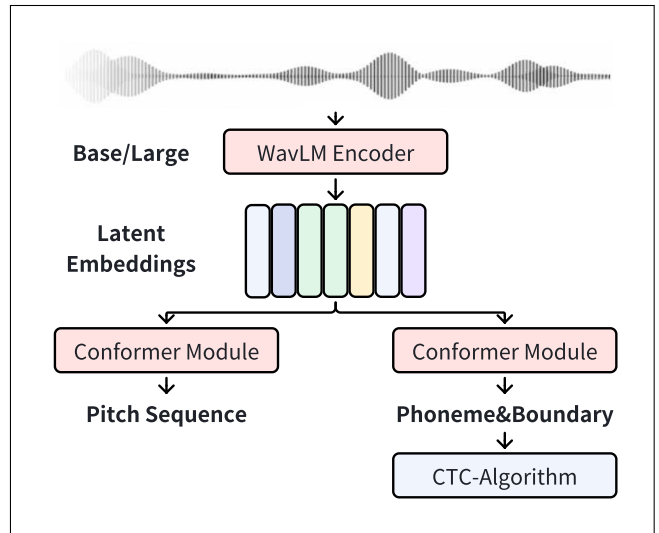 Base/Large
WavLM Encoder
Latent
Embeddings
Conformer Module
Conformer Module
Pitch Sequence
Phoneme&Boundary
CTC-Algorithm